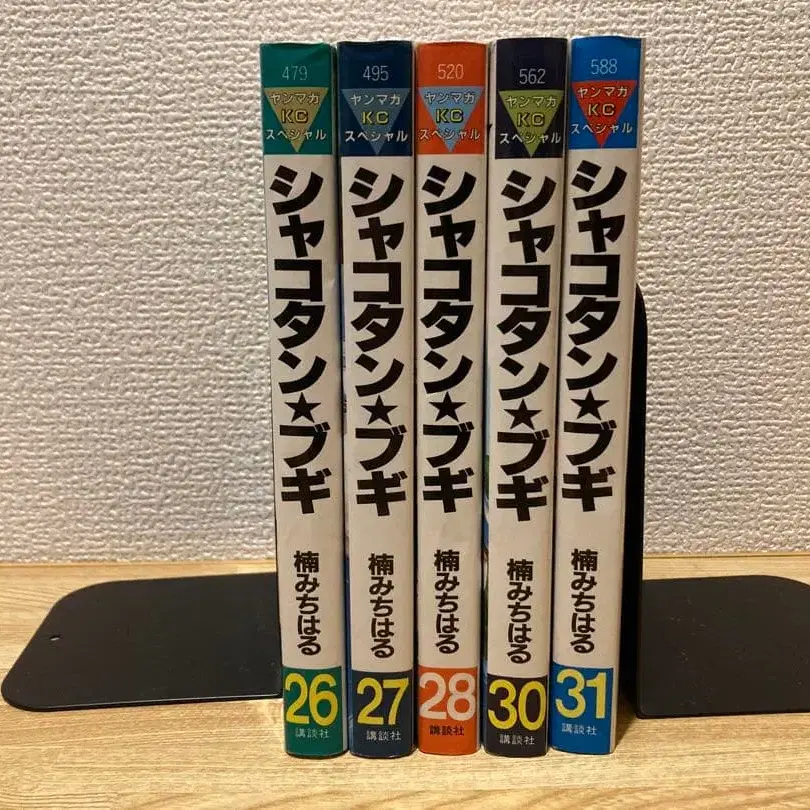 479
ヤンマガ
KC
スペシャル
シャコタン★ブギ
楠みちはる
26
講談社
495
ヤンマガ
KC
スペシャル
シャコタン★ブギ
楠みちはる
27
講談社
520
ヤンマガ
KC
スペシャル
シャコタン★ブギ
楠みちはる
28
講談社
562
ヤンマガ
KC
スペシャル
シャコタン★ブギ
楠みちはる
30
講談社
588
ヤンマガ
KC
スペシャル
シャコタン★ブギ
楠みちはる
31
講談社